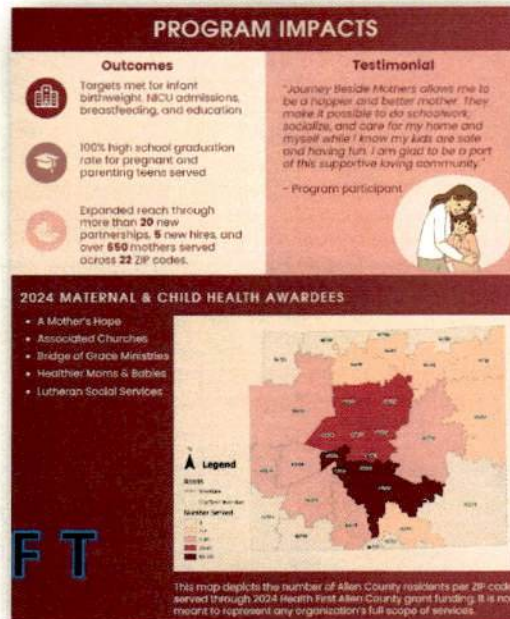 PROGRAM IMPACTS
Outcomes
Targets met for infant
birthweight, NICU admissions,
breastfeeding, and education
100% high school graduation
rate for pregnant and
parenting teens served
Expanded reach through
more than 20 new
partnerships, 5 new hires, and
over 650 mothers served
across 22 ZIP codes.
Testimonial
"Journey Beside Mothers allows me to
be a happier and better mother. They
make it possible to do schoolwork,
socialize, and care for my home and
myself while I know my kids are safe
and having fun. I am glad to be a part
of this supportive loving community."
- Program participant
2024 MATERNAL & CHILD HEALTH AWARDEES
• A Mother's Hope
• Associated Churches
• Bridge of Grace Ministries
• Healthier Moms & Babies
• Lutheran Social Services
Legend
Number Served
FT
This map depicts the number of Allen County residents per ZIP code
served through 2024 Health First Allen County grant funding. It is not
meant to represent any organization's full scope of services.